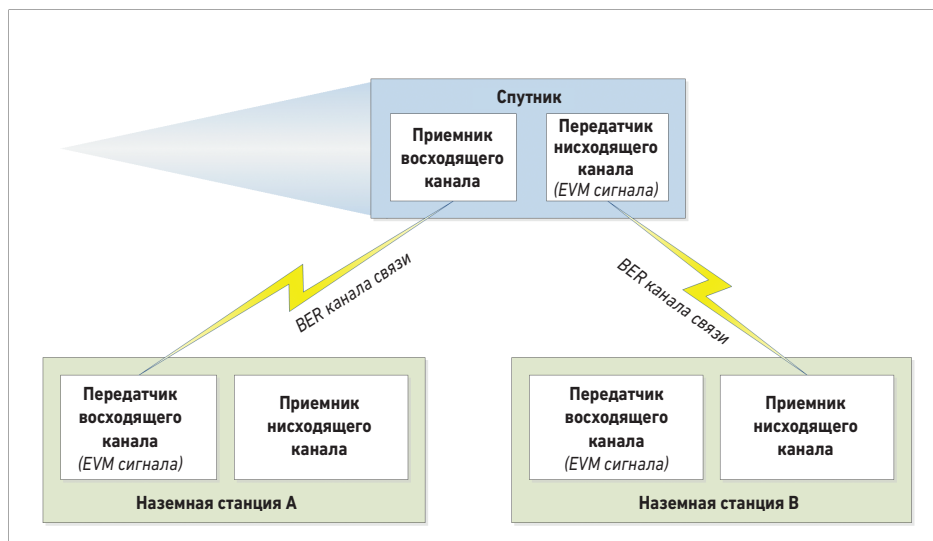 Спутник
Приемник
восходящего
канала
Передатчик
нисходящего
канала
(EVM сигнала)
BER канала связи
BER канала связи
Передатчик
восходящего
канала
(EVM сигнала)
Приемник
нисходящего
канала
Наземная станция А
Передатчик
восходящего
канала
(EVM сигнала)
Приемник
нисходящего
канала
Наземная станция В